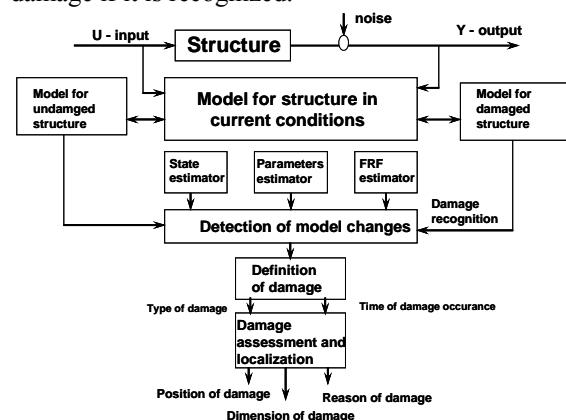 damage if it is recognized.
noise
U - input
Structure
Y - output
Model for
undamged
structure
Model for structure in
current conditions
Model for
damaged
structure
State
estimator
Parameters
estimator
FRF
estimator
Damage
recognition
Detection of model changes
Definition
of damage
Type of damage
Time of damage occurance
Damage
assessment and
localization
Position of damage
Reason of damage
Dimension of damage